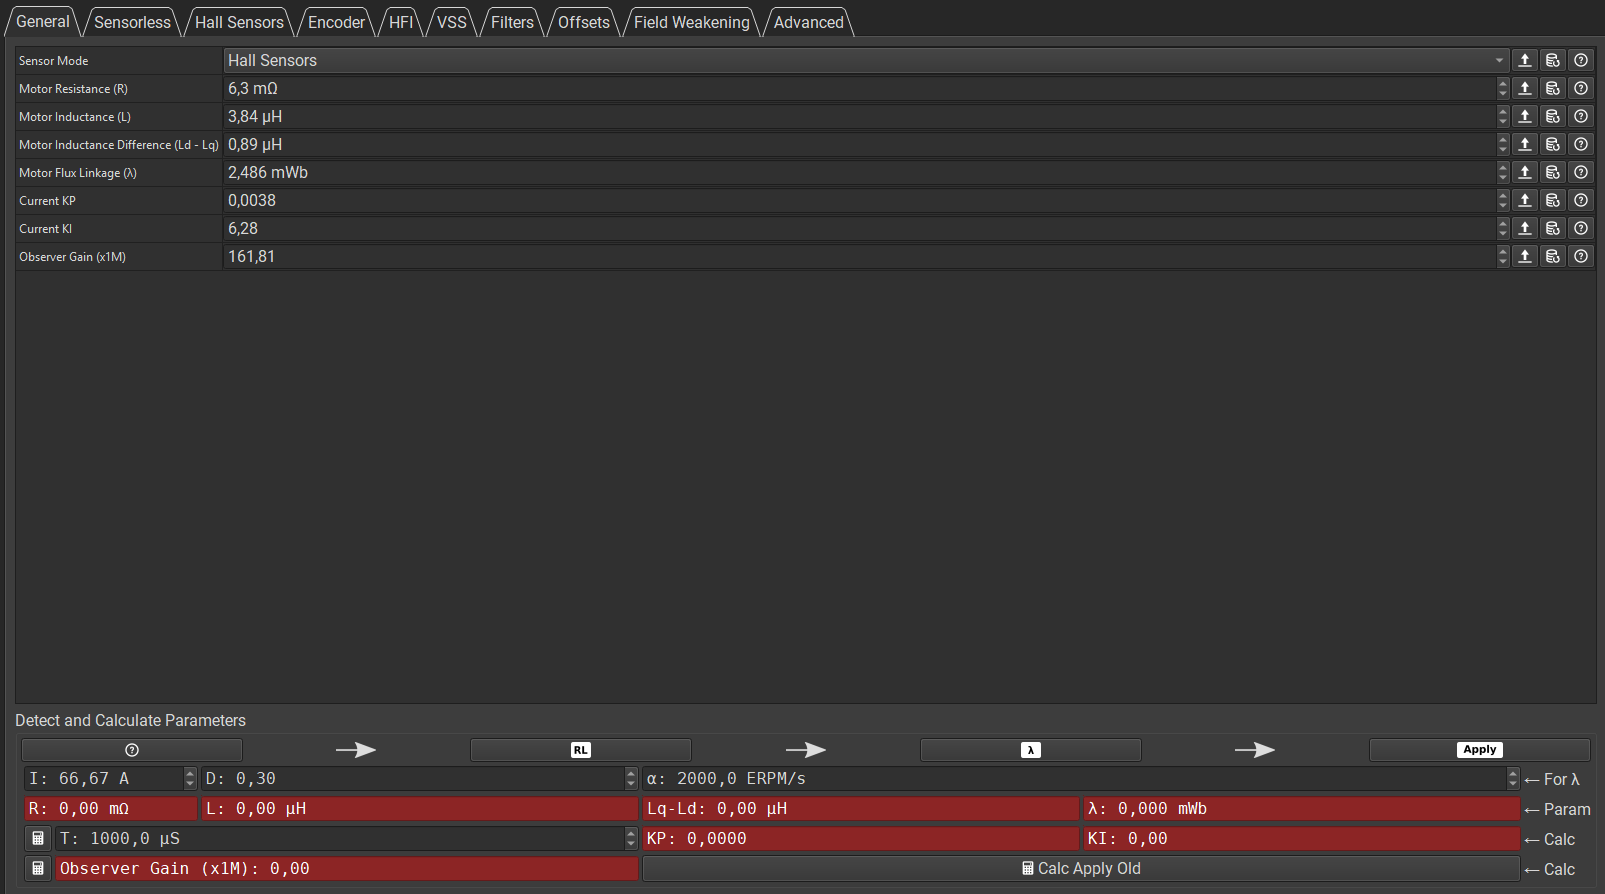 General Sensorless Hall Sensors Encoder HFI VSS Filters Offsets Field Weakening Advanced
Sensor Mode Hall Sensors
Motor Resistance (R) 6,3 mΩ
Motor Inductance (L) 3,84 µH
Motor Inductance Difference (Ld - Lq) 0,89 µH
Motor Flux Linkage (λ) 2,486 mWb
Current KP 0,0038
Current KI 6,28
Observer Gain (x1M) 161,81
Detect and Calculate Parameters
RL λ Apply
I: 66,67 A D: 0,30 α: 2000,0 ERPM/s ← For λ
R: 0,00 mΩ L: 0,00 µH Lq-Ld: 0,00 µH λ: 0,000 mWb ← Param
T: 1000,0 µS KP: 0,0000 KI: 0,00 ← Calc
Observer Gain (x1M): 0,00 Calc Apply Old ← Calc